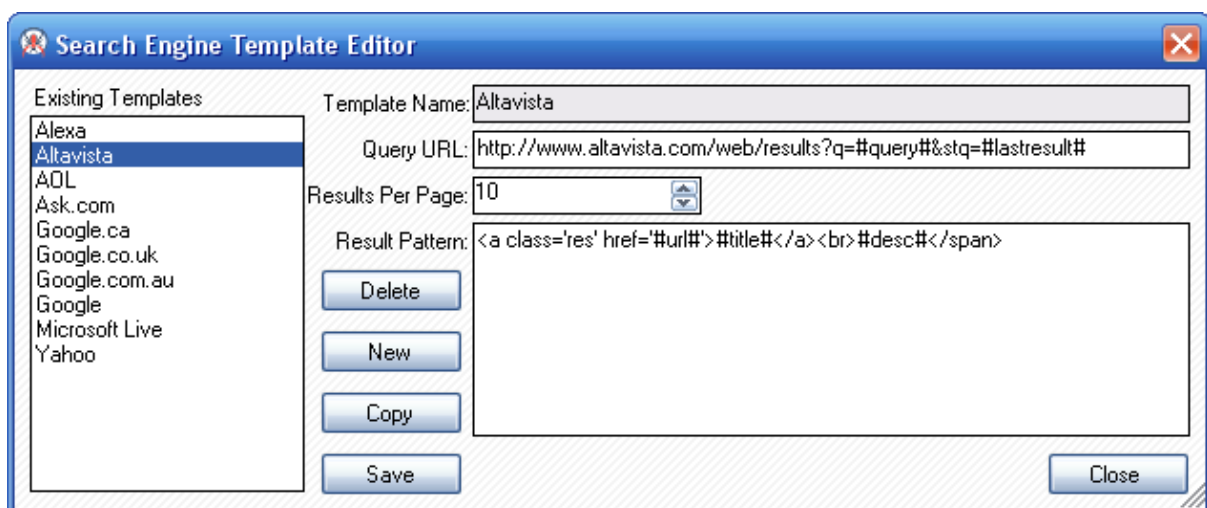 Search Engine Template Editor
Existing Templates
Alexa
Altavista
AOL
Ask.com
Google.ca
Google.co.uk
Google.com.au
Google
Microsoft Live
Yahoo
Template Name: Altavista
Query URL: http://www.altavista.com/web/results?q=#query#&stq=#lastresult#
Results Per Page: 10
Result Pattern: <a class='res' href='#url#'>#title#</a><br>#desc#</span>
Delete
New
Copy
Save
Close